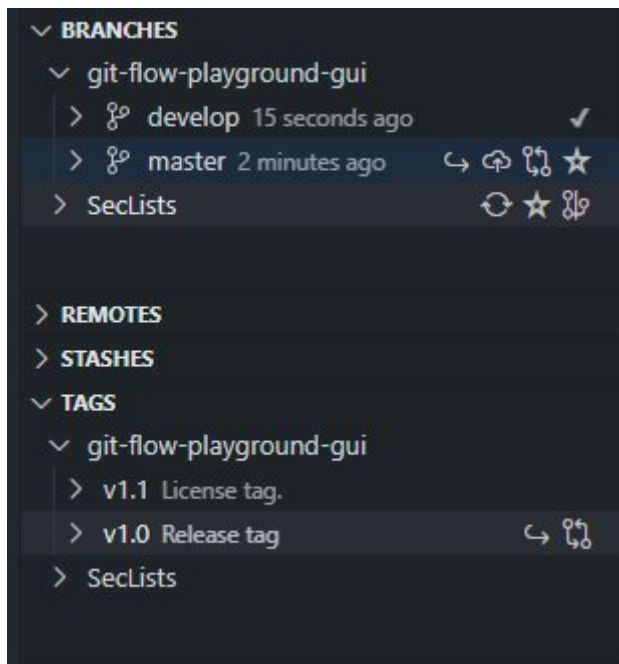 BRANCHES
git-flow-playground-gui
develop 15 seconds ago
master 2 minutes ago
SecLists
REMOTES
STASHES
TAGS
git-flow-playground-gui
v1.1 License tag.
v1.0 Release tag
SecLists